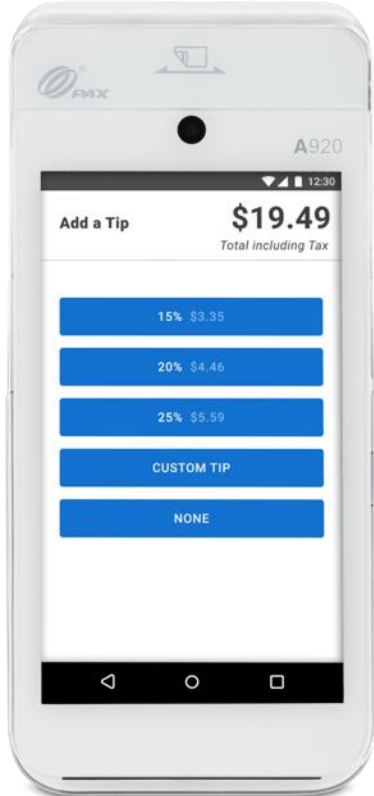 PAX®
A920
12:30
Add a Tip
$19.49
Total including Tax
15% $3.35
20% $4.46
25% $5.59
CUSTOM TIP
NONE